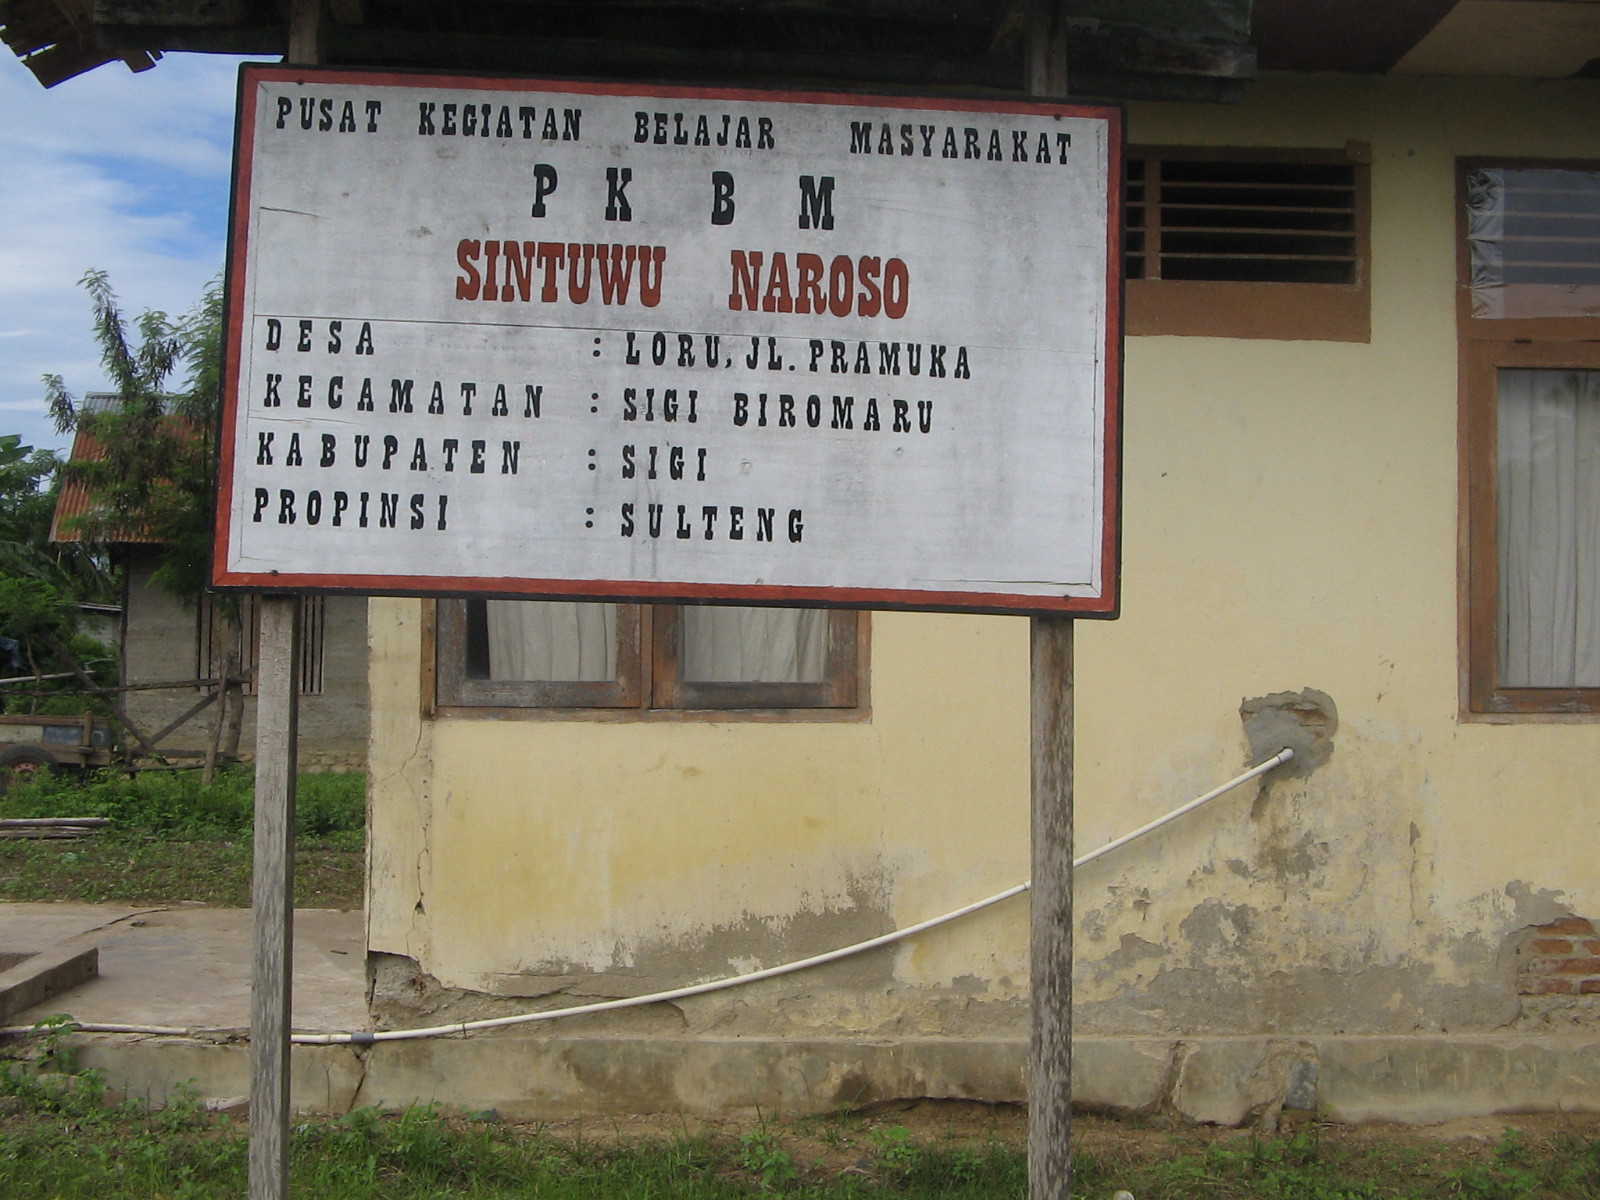 PUSAT KEGIATAN BELAJAR MASYARAKAT
P K B M
SINTUWU NAROSO
DESA : LORU, JL. PRAMUKA
KECAMATAN : SIGI BIROMARU
KABUPATEN : SIGI
PROPINSI : SULTENG